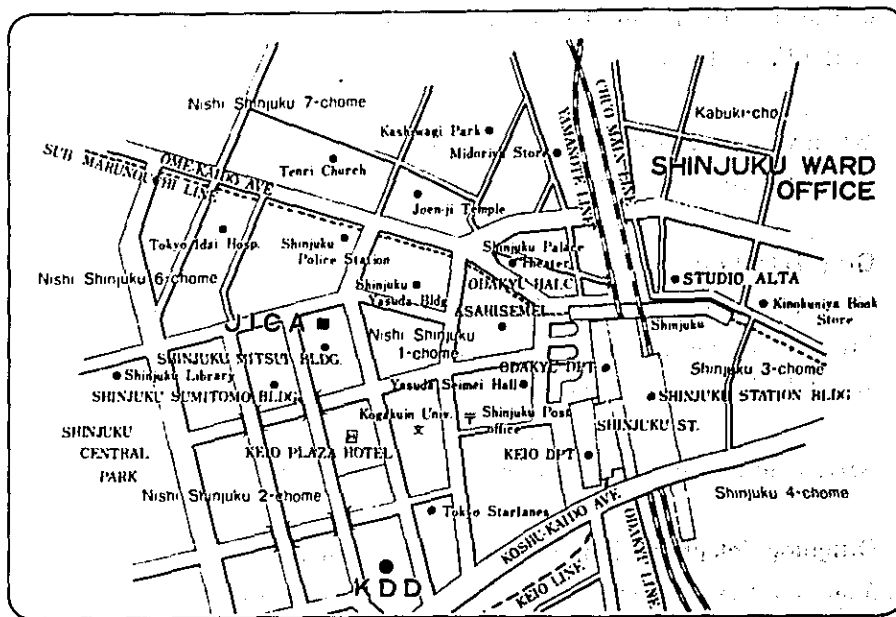 Nishi Shinjuku 7-chome
Kashiwagi Park
Midoriya Store
YAMANOTE LINE
CHUO MAIN LINE
Kabuki-cho
SHINJUKU WARD
OFFICE
SUB MARUNOUCHI LINE
OME-KAIDO AVE
Tenri Church
Joen-ji Temple
Tokyo Idai Hosp.
Shinjuku
Police Station
Shinjuku Palace
Theater
STUDIO ALTA
Nishi Shinjuku 6-chome
Shinjuku
Yasuda Bldg
ODAKYU HALC
Kinokuniya Book
Store
JICA
Nishi Shinjuku
1-chome
ASAHISEMEI
Shinjuku
SHINJUKU MITSUI BLDG.
Shinjuku Library
SHINJUKU SUMITOMO BLDG.
Yasuda Seimei Hall
ODAKYU DPT
Shinjuku 3-chome
SHINJUKU STATION BLDG
SHINJUKU
CENTRAL
PARK
Kogakuin Univ.
文
〒
Shinjuku Post
office
SHINJUKU ST.
H
KEIO PLAZA HOTEL
KEIO DPT
Nishi Shinjuku 2-chome
Shinjuku 4-chome
Tokyo Starlanes
KOSHU-KAIDO AVE
KEIO LINE
ODAKYU LINE
KDD